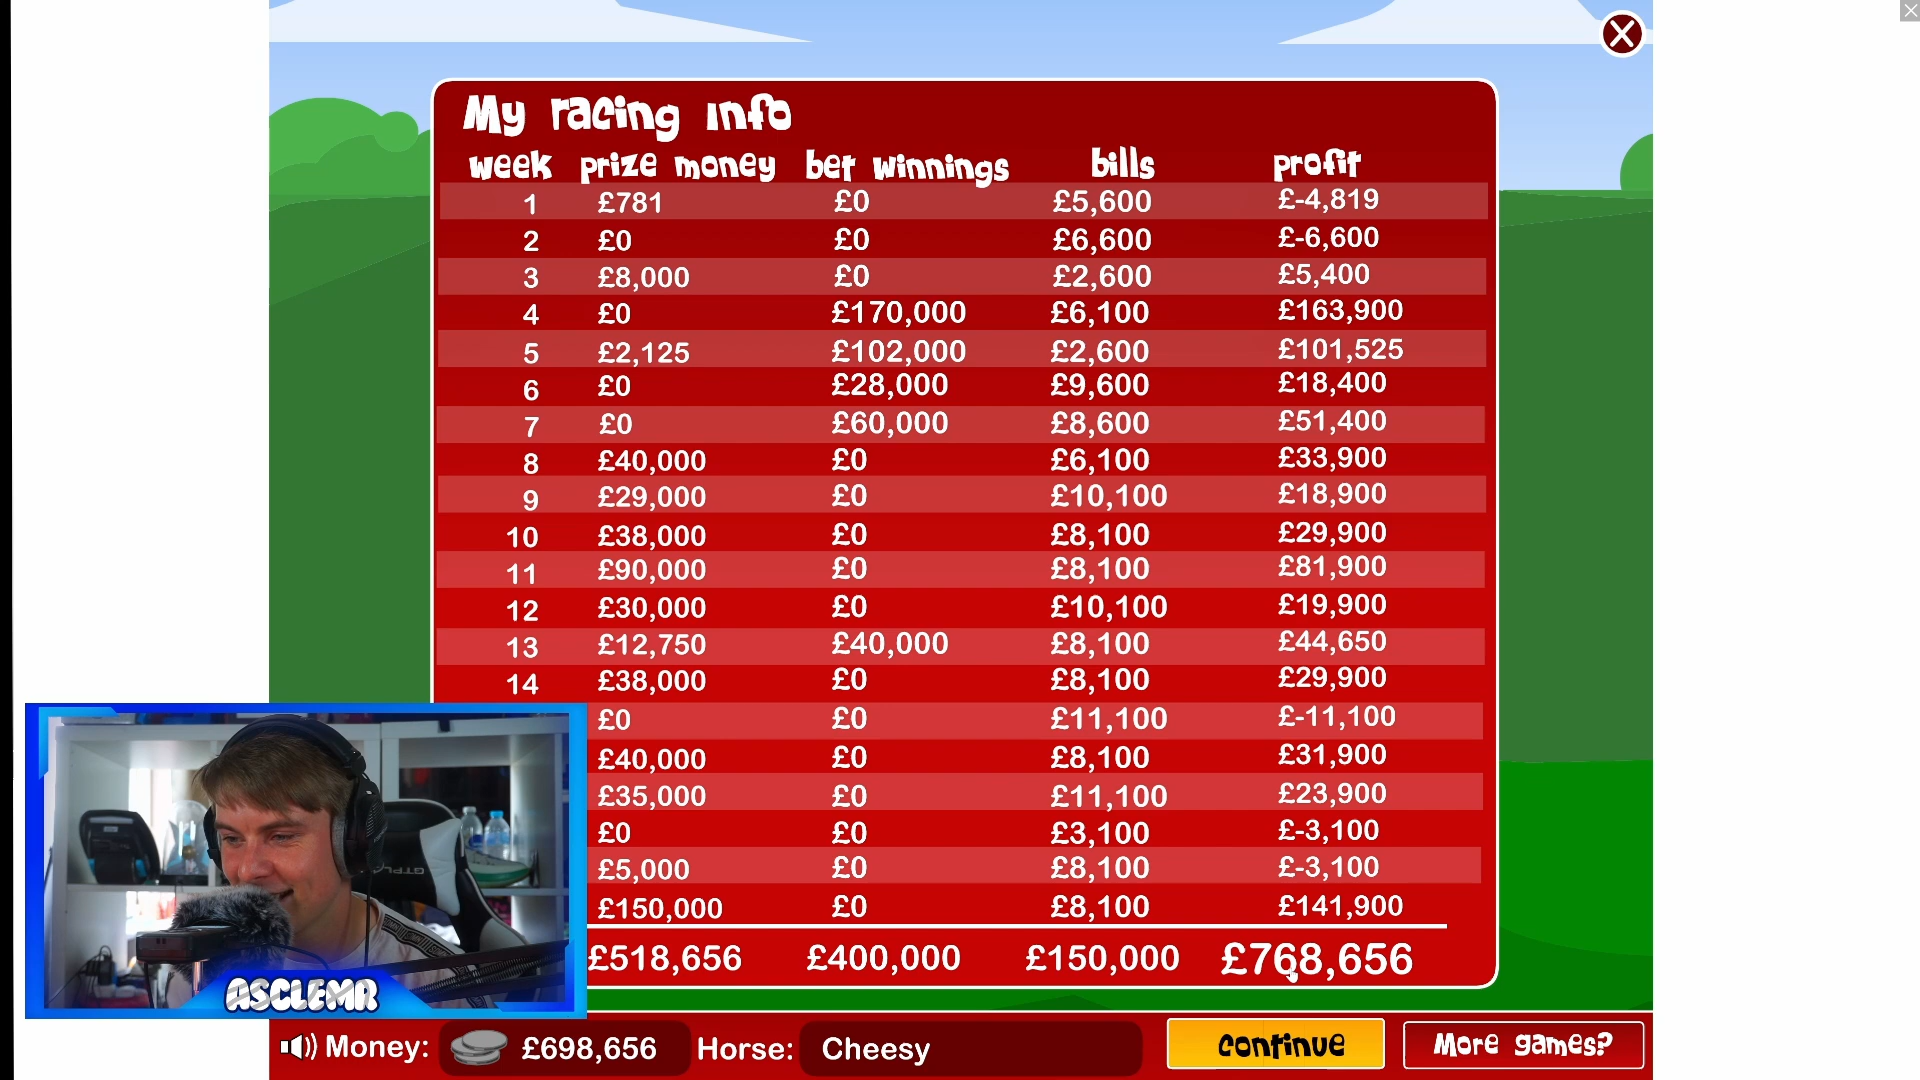 My racing info
week prize money bet winnings bills profit
1 £781 £0 £5,600 £-4,819
2 £0 £0 £6,600 £-6,600
3 £8,000 £0 £2,600 £5,400
4 £0 £170,000 £6,100 £163,900
5 £2,125 £102,000 £2,600 £101,525
6 £0 £28,000 £9,600 £18,400
7 £0 £60,000 £8,600 £51,400
8 £40,000 £0 £6,100 £33,900
9 £29,000 £0 £10,100 £18,900
10 £38,000 £0 £8,100 £29,900
11 £90,000 £0 £8,100 £81,900
12 £30,000 £0 £10,100 £19,900
13 £12,750 £40,000 £8,100 £44,650
14 £38,000 £0 £8,100 £29,900
£0 £0 £11,100 £-11,100
£40,000 £0 £8,100 £31,900
£35,000 £0 £11,100 £23,900
£0 £0 £3,100 £-3,100
£5,000 £0 £8,100 £-3,100
£150,000 £0 £8,100 £141,900
£518,656 £400,000 £150,000 £768,656
ASCLEMR
Money: £698,656 Horse: Cheesy continue More games?